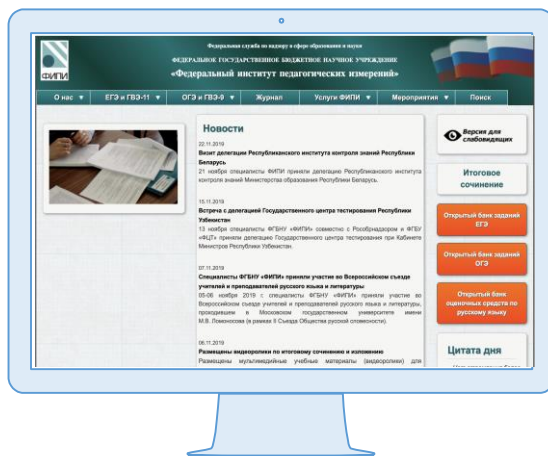 Федеральная служба по надзору в сфере образования и науки
ФЕДЕРАЛЬНОЕ ГОСУДАРСТВЕННОЕ БЮДЖЕТНОЕ НАУЧНОЕ УЧРЕЖДЕНИЕ
«Федеральный институт педагогических измерений»
ФИПИ
О нас ▼ ЕГЭ и ГВЭ-11 ▼ ОГЭ и ГВЭ-9 ▼ Журнал Услуги ФИПИ ▼ Мероприятия ▼ Поиск
Новости
22.11.2019
Визит делегации Республиканского института контроля знаний Республики
Беларусь
21 ноября специалисты ФИПИ приняли делегацию Республиканского института
контроля знаний Министерства образования Республики Беларусь.
15.11.2019
Встреча с делегацией Государственного центра тестирования Республики
Узбекистан
13 ноября специалисты ФГБНУ «ФИПИ» совместно с Рособрнадзором и ФГБУ
«ФЦТ» приняли делегацию Государственного центра тестирования при Кабинете
Министров Республики Узбекистан.
07.11.2019
Специалисты ФГБНУ «ФИПИ» приняли участие во Всероссийском съезде
учителей и преподавателей русского языка и литературы
05-06 ноября 2019 г. специалисты ФГБНУ «ФИПИ» приняли участие во
Всероссийском съезде учителей и преподавателей русского языка и литературы,
проходившем в Московском государственном университете имени
М.В. Ломоносова (в рамках II Съезда Общества русской словесности).
06.11.2019
Размещены видеоролики по итоговому сочинению и изложению
Размещены мультимедийные учебные материалы (видеоролики) для
Версия для
слабовидящих
Итоговое
сочинение
Открытый банк заданий
ЕГЭ
Открытый банк заданий
ОГЭ
Открытый банк
оценочных средств по
русскому языку
Цитата дня